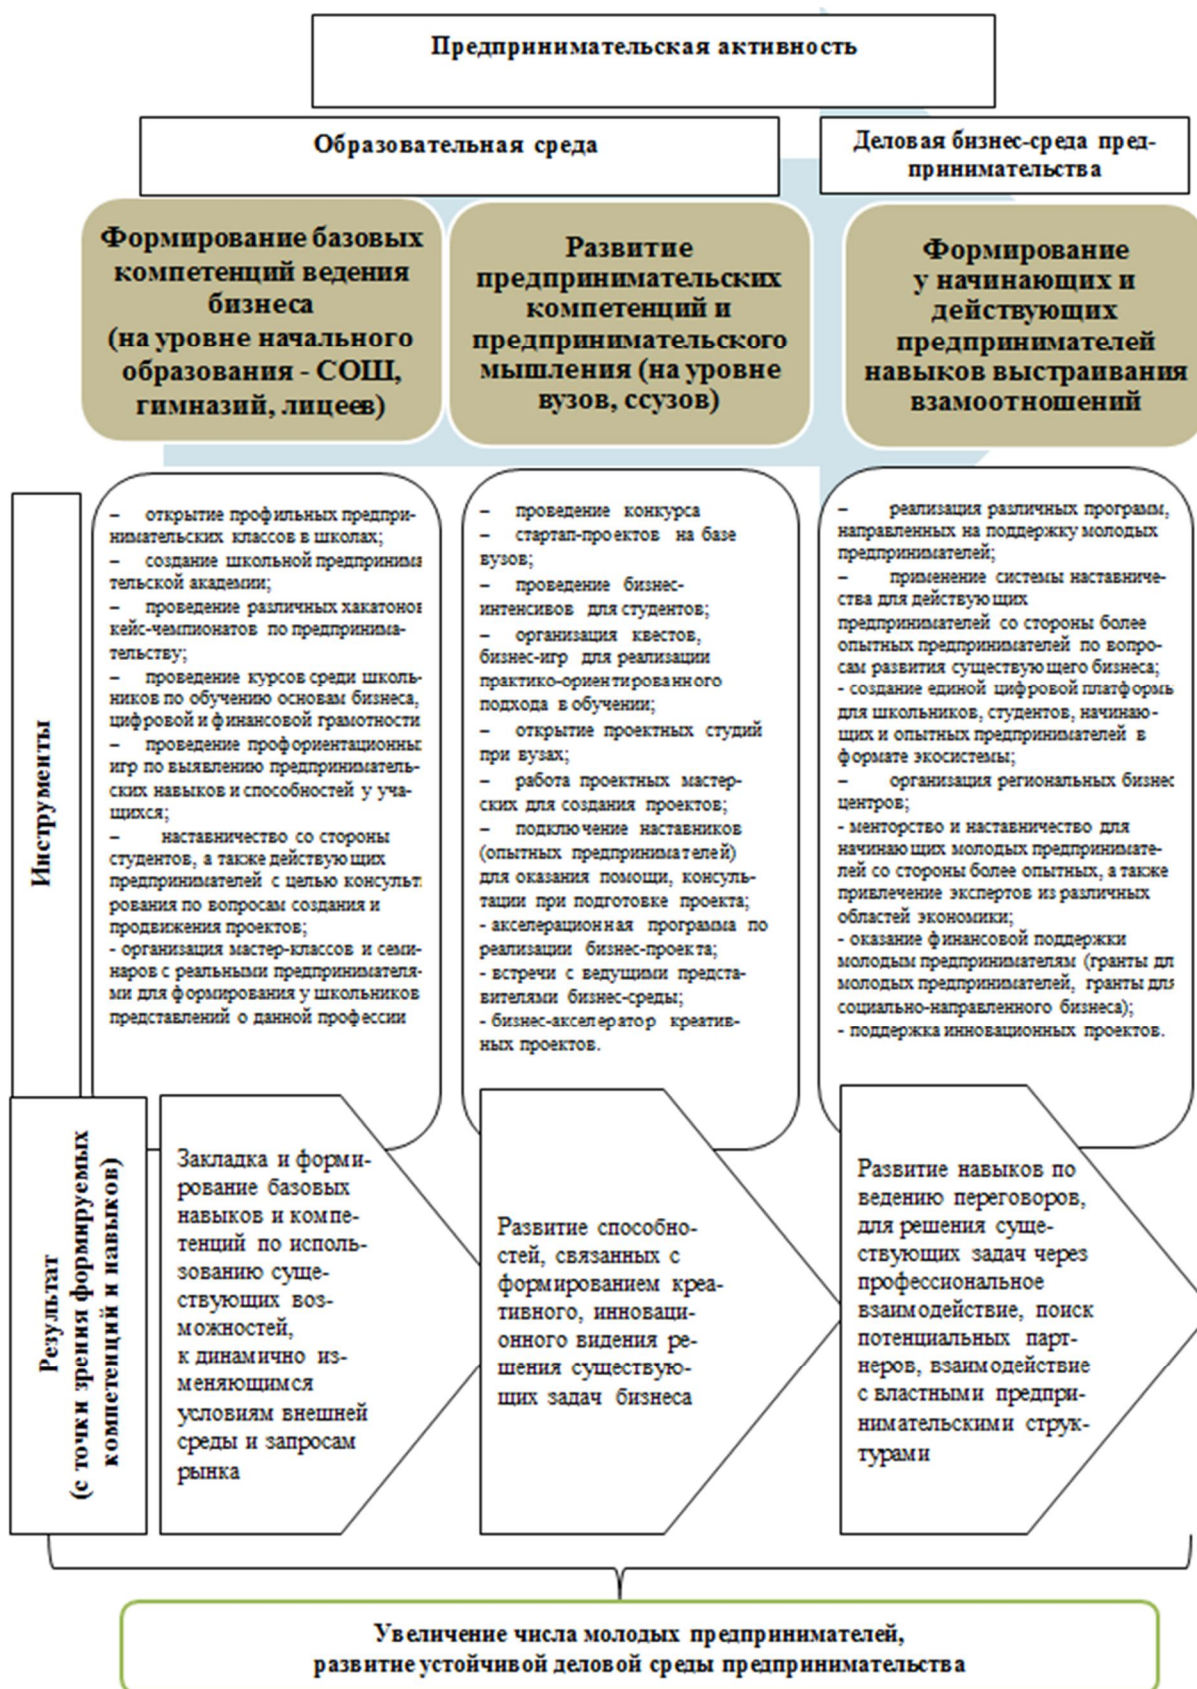 Предпринимательская активность
Образовательная среда
Деловая бизнес-среда пред-
принимательства
Формирование базовых
компетенций ведения
бизнеса
(на уровне начального
образования - СОШ,
гимназий, лицеев)
Развитие
предпринимательских
компетенций и
предпринимательского
мышления (на уровне
вузов, ссузов)
Формирование
у начинающих и
действующих
предпринимателей
навыков выстраивания
взамоотношений
Инструменты
– открытие профильных предпри-
нимательских классов в школах;
– создание школьной предпринима
тельской академии;
– проведение различных хакатонов
кейс-чемпионатов по предпринима-
тельству;
– проведение курсов среди школь-
ников по обучению основам бизнеса,
цифровой и финансовой грамотности
– проведение профориентационны
игр по выявлению предприниматель-
ских навыков и способностей у уча-
щихся;
– наставничество со стороны
студентов, а также действующих
предпринимателей с целью консульт
рования по вопросам создания и
продвижения проектов;
- организация мастер-классов и семи-
наров с реальными предпринимателя-
ми для формирования у школьников
представлений о данной профессии
– проведение конкурса
– стартап-проектов на базе
вузов;
– проведение бизнес-
интенсивов для студентов;
– организация квестов,
бизнес-игр для реализации
практико-ориентированного
подхода в обучении;
– открытие проектных студий
при вузах;
– работа проектных мастер-
ских для создания проектов;
– подключение наставников
(опытных предпринимателей)
для оказания помощи, консуль-
тации при подготовке проекта;
- акселерационная программа по
реализации бизнес-проекта;
- встречи с ведущими предста-
вителями бизнес-среды;
- бизнес-акселератор креатив-
ных проектов.
– реализация различных программ,
направленных на поддержку молодых
предпринимателей;
– применение системы наставниче-
ства для действующих
предпринимателей со стороны более
опытных предпринимателей по вопро-
сам развития существующего бизнеса;
- создание единой цифровой платформы
для школьников, студентов, начинаю-
щих и опытных предпринимателей в
формате экосистемы;
– организация региональных бизнес
центров;
- менторство и наставничество для
начинающих молодых предпринимате-
лей со стороны более опытных, а также
привлечение экспертов из различных
областей экономики;
- оказание финансовой поддержки
молодым предпринимателям (гранты дл
молодых предпринимателей, гранты для
социально-направленного бизнеса);
- поддержка инновационных проектов.
Результат
(с точки зрения формируемых
компетенций и навыков)
Закладка и форми-
рование базовых
навыков и компе-
тенций по исполь-
зованию суще-
ствующих воз-
можностей,
к динамично из-
меняющимся
условиям внешней
среды и запросам
рынка
Развитие способно-
стей, связанных с
формированием креа-
тивного, инноваци-
онного видения ре-
шения существую-
щих задач бизнеса
Развитие навыков по
ведению переговоров,
для решения суще-
ствующих задач через
профессиональное
взаимодействие, поиск
потенциальных парт-
неров, взаимодействие
с властными предпри-
нимательскими струк-
турами
Увеличение числа молодых предпринимателей,
развитие устойчивой деловой среды предпринимательства